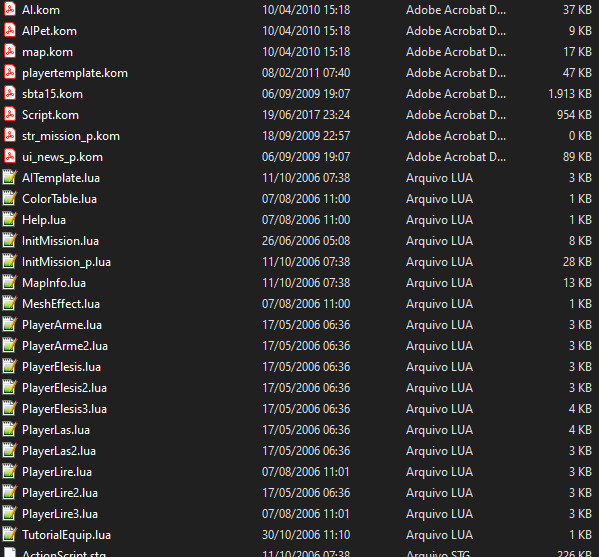 AI.kom 10/04/2010 15:18 Adobe Acrobat D... 37 KB
AIPet.kom 10/04/2010 15:18 Adobe Acrobat D... 9 KB
map.kom 10/04/2010 15:18 Adobe Acrobat D... 17 KB
playertemplate.kom 08/02/2011 07:40 Adobe Acrobat D... 47 KB
sbta15.kom 06/09/2009 19:07 Adobe Acrobat D... 1.913 KB
Script.kom 19/06/2017 23:24 Adobe Acrobat D... 954 KB
str_mission_p.kom 18/09/2009 22:57 Adobe Acrobat D... 0 KB
ui_news_p.kom 06/09/2009 19:07 Adobe Acrobat D... 89 KB
AITemplate.lua 11/10/2006 07:38 Arquivo LUA 3 KB
ColorTable.lua 07/08/2006 11:00 Arquivo LUA 1 KB
Help.lua 07/08/2006 11:00 Arquivo LUA 1 KB
InitMission.lua 26/06/2006 05:08 Arquivo LUA 8 KB
InitMission_p.lua 11/10/2006 07:38 Arquivo LUA 28 KB
MapInfo.lua 11/10/2006 07:38 Arquivo LUA 13 KB
MeshEffect.lua 07/08/2006 11:00 Arquivo LUA 1 KB
PlayerArme.lua 17/05/2006 06:36 Arquivo LUA 3 KB
PlayerArme2.lua 17/05/2006 06:36 Arquivo LUA 3 KB
PlayerElesis.lua 17/05/2006 06:36 Arquivo LUA 3 KB
PlayerElesis2.lua 17/05/2006 06:36 Arquivo LUA 3 KB
PlayerElesis3.lua 17/05/2006 06:36 Arquivo LUA 4 KB
PlayerLas.lua 17/05/2006 06:36 Arquivo LUA 4 KB
PlayerLas2.lua 17/05/2006 06:36 Arquivo LUA 3 KB
PlayerLire.lua 07/08/2006 11:01 Arquivo LUA 3 KB
PlayerLire2.lua 17/05/2006 06:36 Arquivo LUA 3 KB
PlayerLire3.lua 07/08/2006 11:01 Arquivo LUA 3 KB
TutorialEquip.lua 30/10/2006 11:10 Arquivo LUA 1 KB
ActionScript.stg 11/10/2006 07:38 Arquivo STG 226 KB